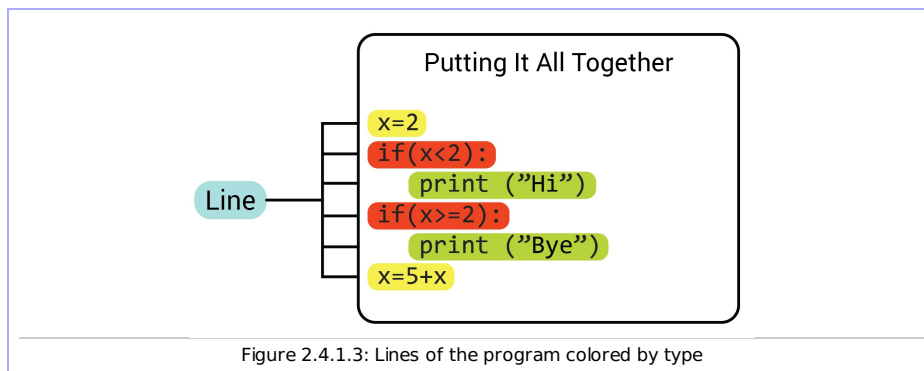 Putting It All Together
x=2
if(x<2):
print (”Hi”)
Line
if(x>=2):
print (”Bye”)
x=5+x
Figure 2.4.1.3: Lines of the program colored by type